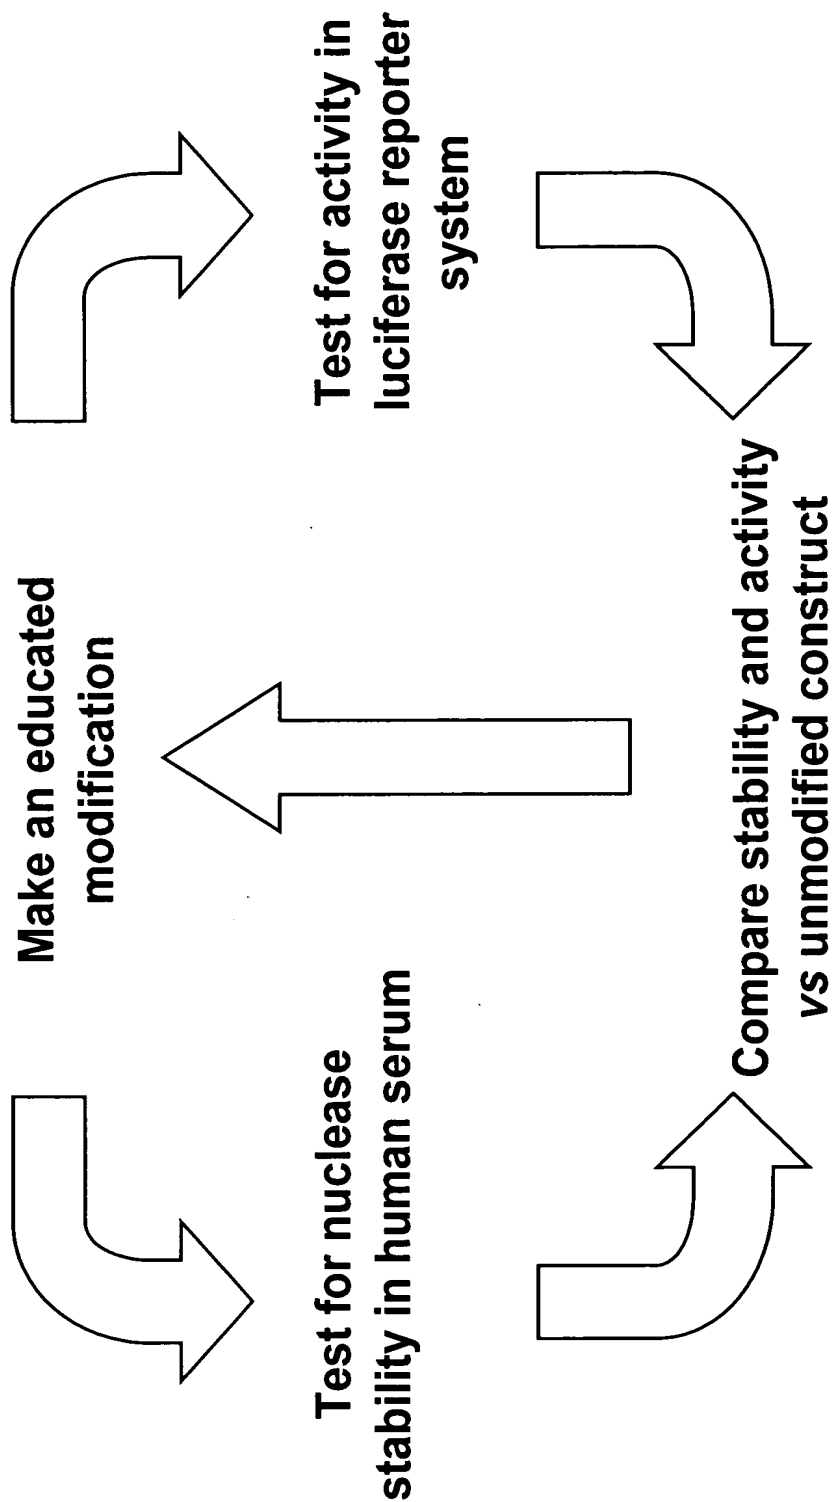 Make an educated
modification
Test for nuclease
stability in human serum
Test for activity in
luciferase reporter
system
Compare stability and activity
vs unmodified construct